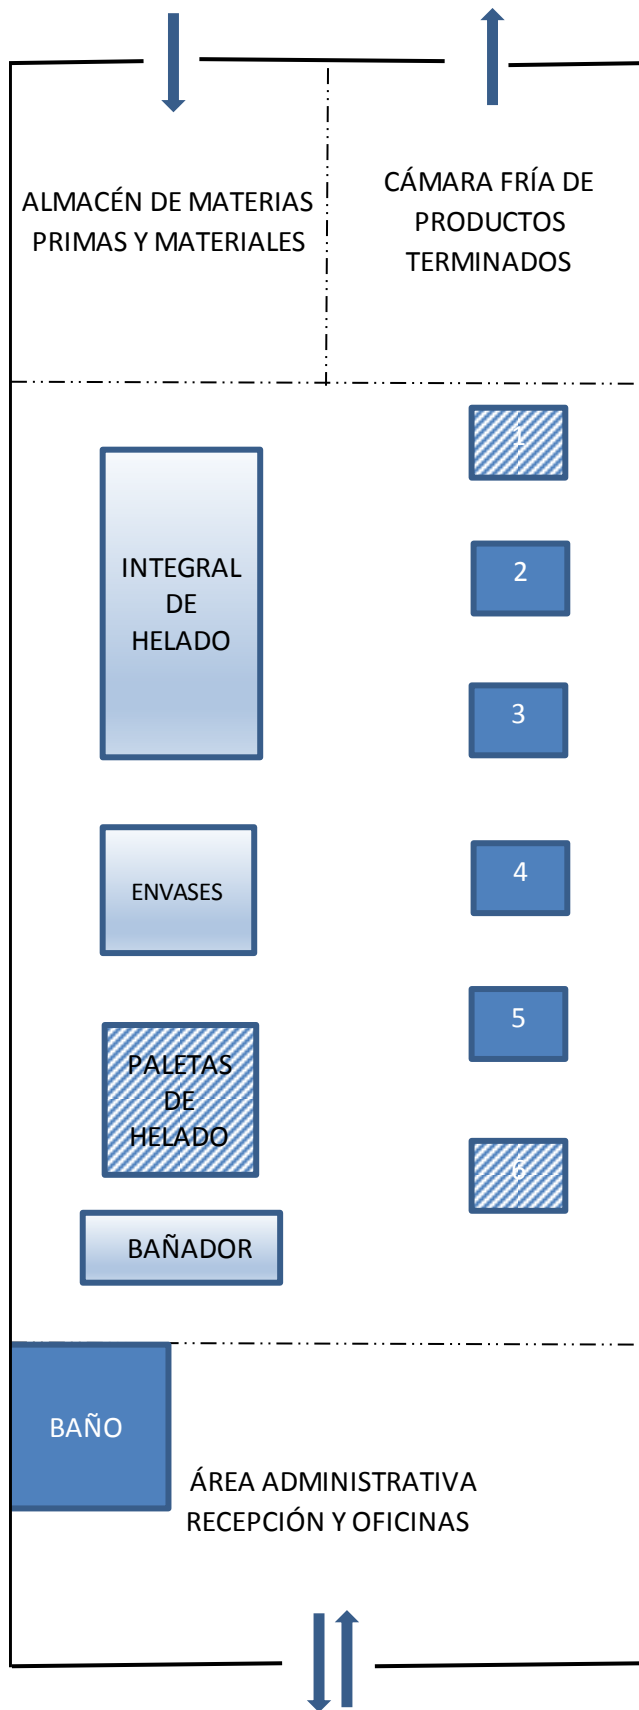 ALMACÉN DE MATERIAS
PRIMAS Y MATERIALES
CÁMARA FRÍA DE
PRODUCTOS
TERMINADOS
1
INTEGRAL
DE
HELADO
2
3
ENVASES
4
5
PALETAS
DE
HELADO
6
BAÑADOR
BAÑO
ÁREA ADMINISTRATIVA
RECEPCIÓN Y OFICINAS